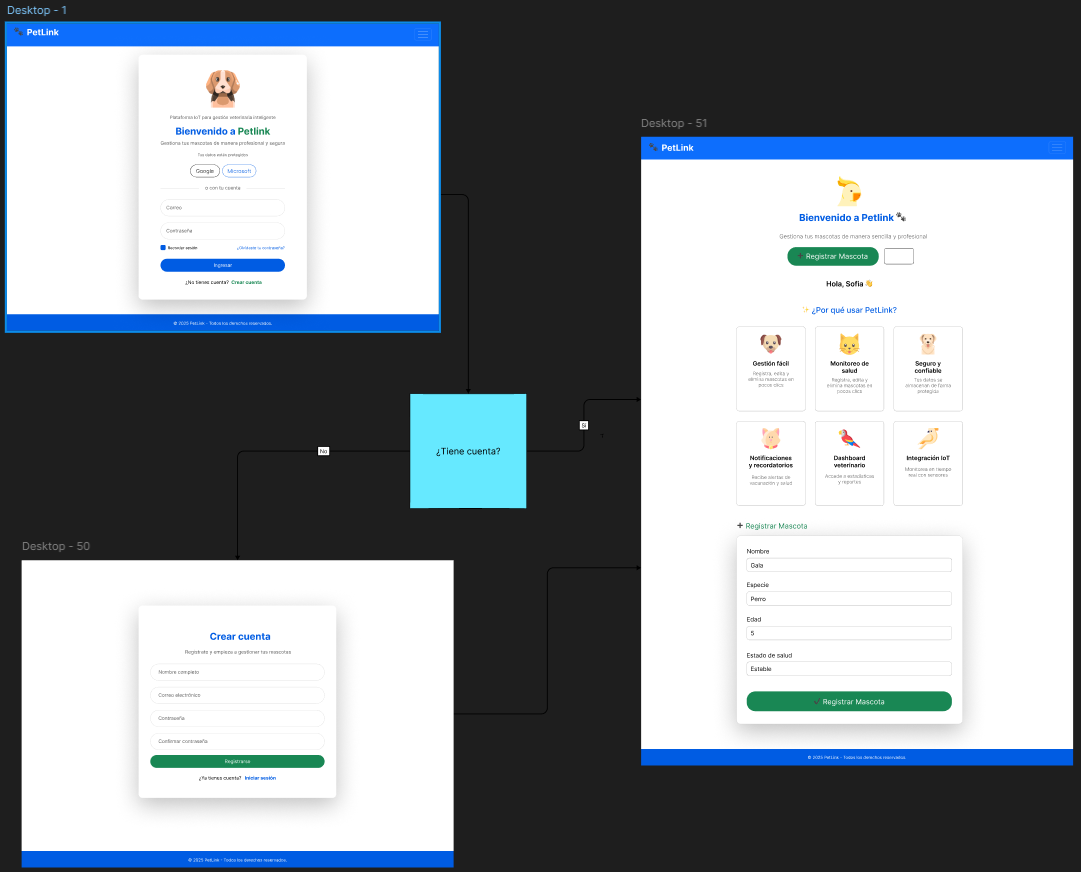 Desktop - 1
🐾 PetLink
Plataforma IoT para gestión veterinaria inteligente
Bienvenido a Petlink
Gestiona tus mascotas de manera profesional y segura
Tus datos están protegidos
Google
Microsoft
o con tu cuenta
Correo
Contraseña
Recordar sesión
¿Olvidaste tu contraseña?
Ingresar
¿No tienes cuenta? Crear cuenta
© 2025 PetLink - Todos los derechos reservados.
¿Tiene cuenta?
No
Sí
Desktop - 50
Crear cuenta
Regístrate y empieza a gestionar tus mascotas
Nombre completo
Correo electrónico
Contraseña
Confirmar contraseña
Registrarse
¿Ya tienes cuenta? Iniciar sesión
© 2025 PetLink - Todos los derechos reservados.
Desktop - 51
🐾 PetLink
Bienvenido a Petlink 🐾
Gestiona tus mascotas de manera sencilla y profesional
+ Registrar Mascota
Hola, Sofia 👋
✨ ¿Por qué usar PetLink?
Gestión fácil
Registra, edita y
elimina mascotas en
pocos clics
Monitoreo de
salud
Registra, edita y
elimina mascotas en
pocos clics
Seguro y
confiable
Tus datos se
almacenan de forma
protegida
Notificaciones
y recordatorios
Recibe alertas de
vacunación y salud
Dashboard
veterinario
Accede a estadísticas
y reportes
Integración IoT
Monitorea en tiempo
real con sensores
+ Registrar Mascota
Nombre
Gala
Especie
Perro
Edad
5
Estado de salud
Estable
✓ Registrar Mascota
© 2025 PetLink - Todos los derechos reservados.